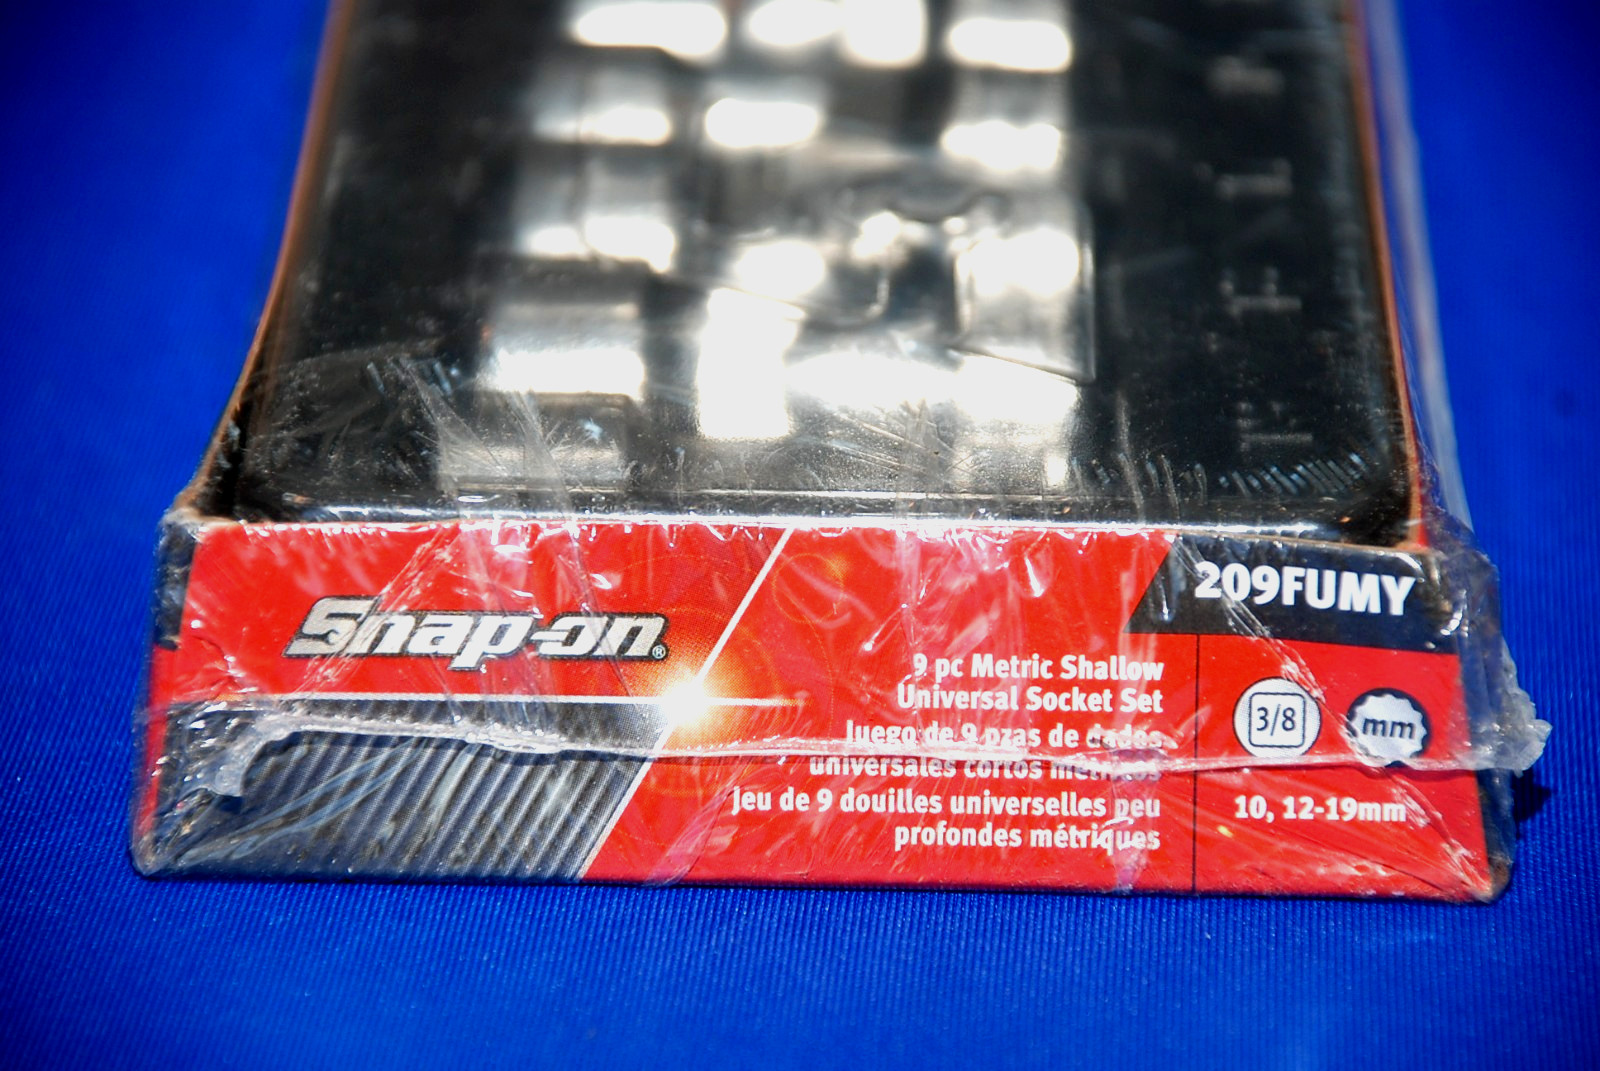 Snap-on®
209FUMY
9 pc Metric Shallow
Universal Socket Set
Juego de 9 pzas de dados
universales cortos métricos
Jeu de 9 douilles universelles peu
profondes métriques
3/8
mm
10, 12-19mm